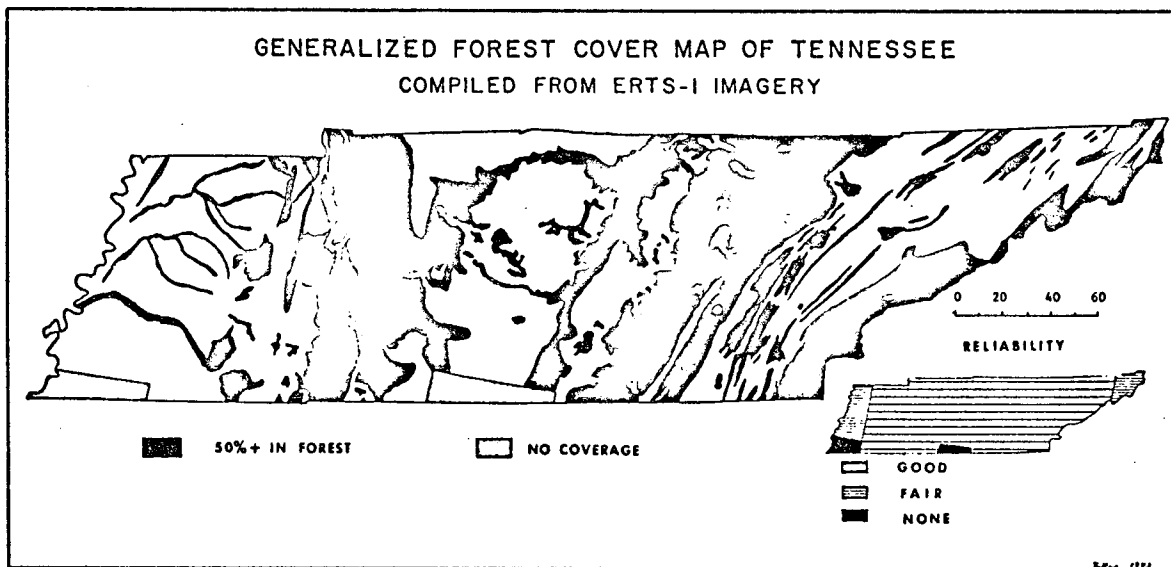 GENERALIZED FOREST COVER MAP OF TENNESSEE
COMPILED FROM ERTS-I IMAGERY
0 20 40 60
RELIABILITY
50%+ IN FOREST
NO COVERAGE
GOOD
FAIR
NONE